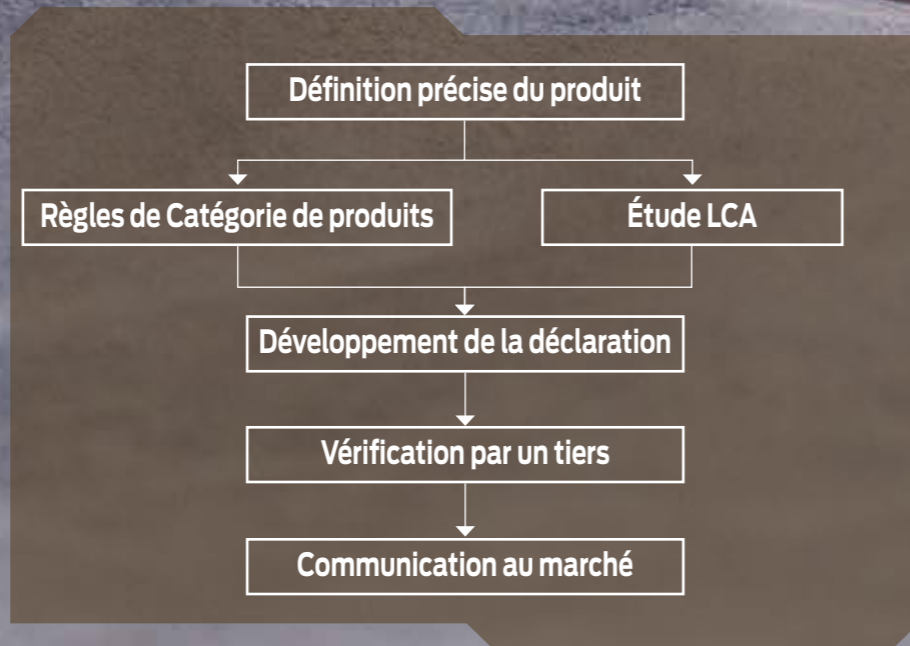 Définition précise du produit
Règles de Catégorie de produits
Étude LCA
Développement de la déclaration
Vérification par un tiers
Communication au marché